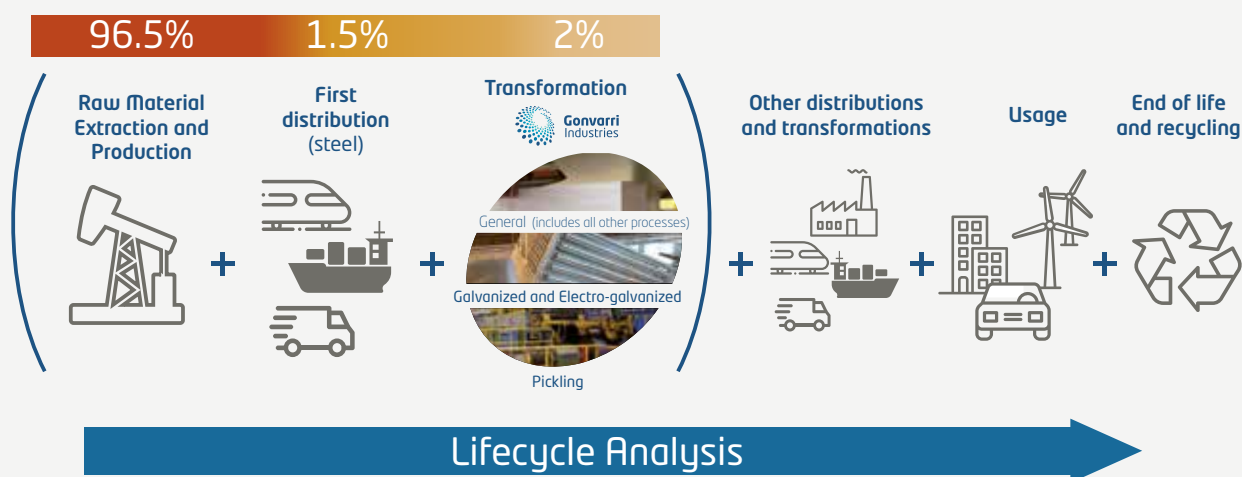 96.5%
1.5%
2%
Raw Material
Extraction and
Production
First
distribution
(steel)
Transformation
Gonvarri
Industries
General (includes all other processes)
Galvanized and Electro-galvanized
Pickling
Other distributions
and transformations
Usage
End of life
and recycling
Lifecycle Analysis